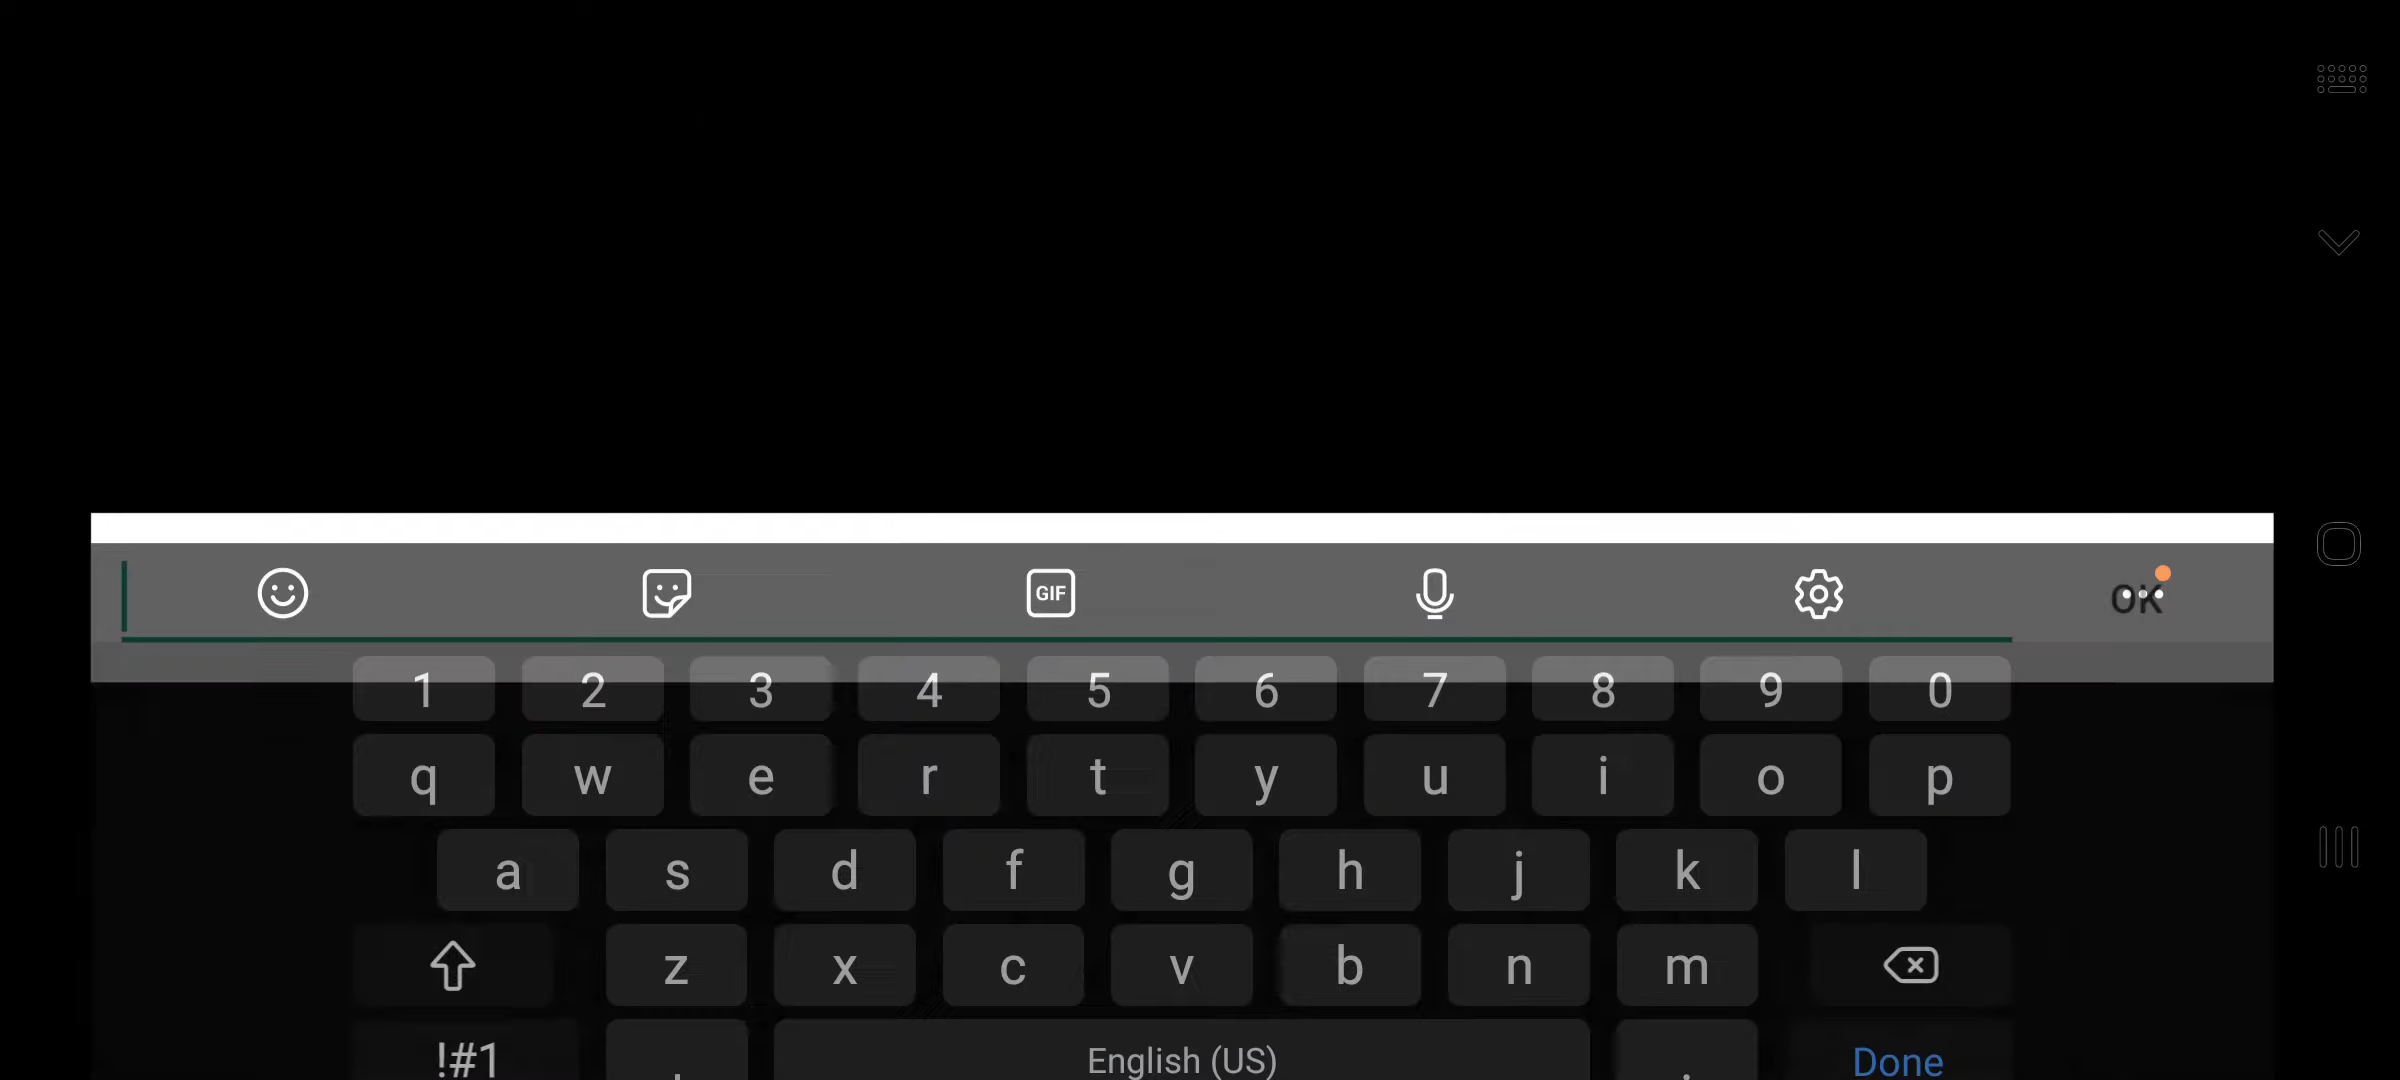 GIF
OK
1 2 3 4 5 6 7 8 9 0
q w e r t y u i o p
a s d f g h j k l
z x c v b n m
!#1 , English (US) . Done